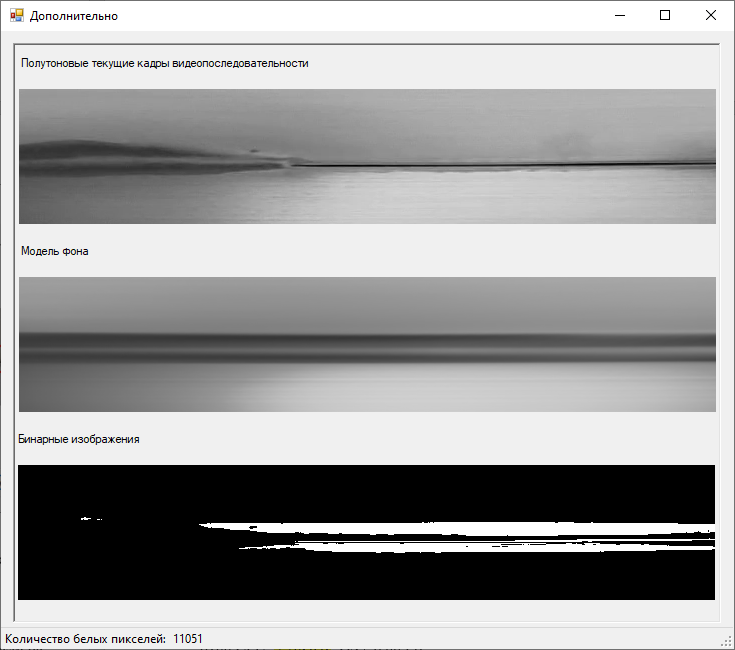 Дополнительно
Полутоновые текущие кадры видеопоследовательности
Модель фона
Бинарные изображения
Количество белых пикселей: 11051